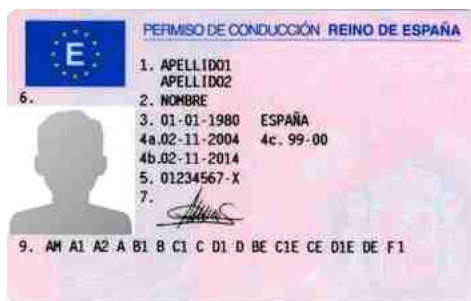 E
PERMISO DE CONDUCCIÓN REINO DE ESPAÑA
1. APELLIDO1
APELLIDO2
2. NOMBRE
3. 01-01-1980 ESPAÑA
4a.02-11-2004 4c. 99-00
4b.02-11-2014
5. 01234567-X
6.
7.
9. AM A1 A2 A B1 B C1 C D1 D BE C1E CE D1E DE F1